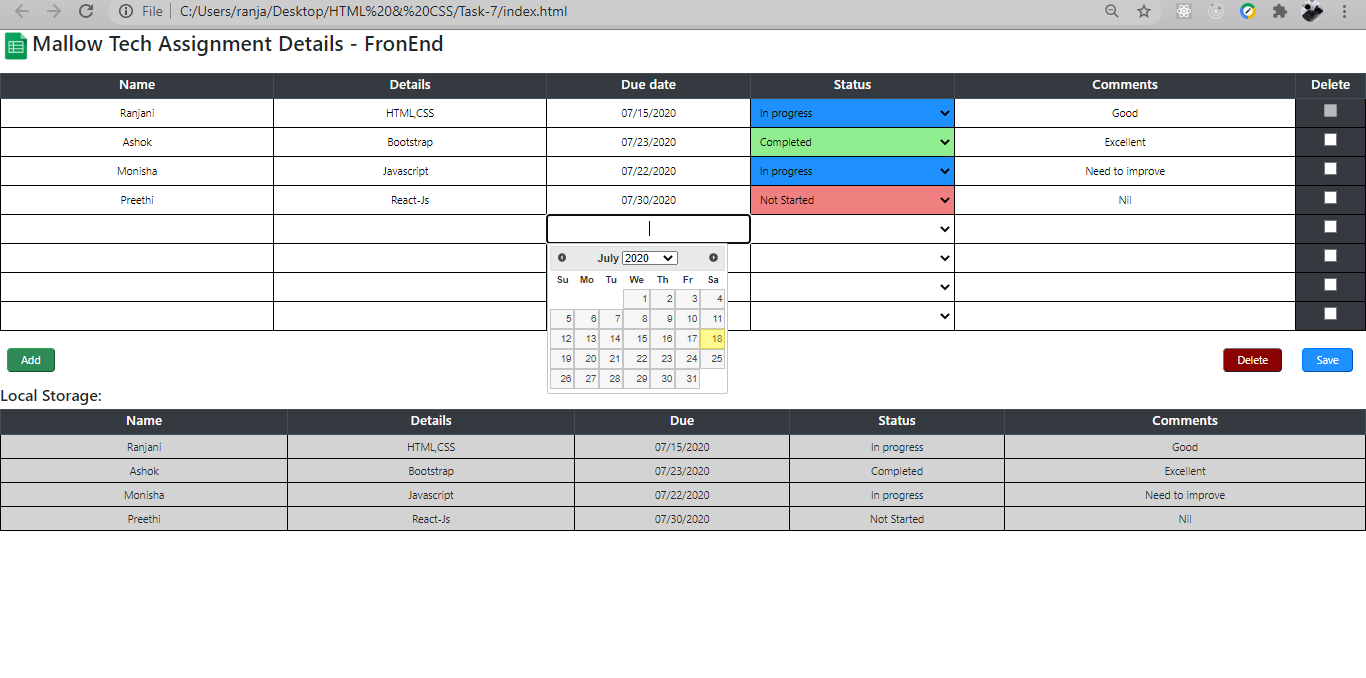 File C:/Users/ranja/Desktop/HTML%20&%20CSS/Task-7/index.html
Mallow Tech Assignment Details - FronEnd
Name Details Due date Status Comments Delete
Ranjani HTML,CSS 07/15/2020 In progress Good
Ashok Bootstrap 07/23/2020 Completed Excellent
Monisha Javascript 07/22/2020 In progress Need to improve
Preethi React-Js 07/30/2020 Not Started Nil
July 2020
Su Mo Tu We Th Fr Sa
1 2 3 4
5 6 7 8 9 10 11
12 13 14 15 16 17 18
19 20 21 22 23 24 25
26 27 28 29 30 31
Add Delete Save
Local Storage:
Name Details Due Status Comments
Ranjani HTML,CSS 07/15/2020 In progress Good
Ashok Bootstrap 07/23/2020 Completed Excellent
Monisha Javascript 07/22/2020 In progress Need to improve
Preethi React-Js 07/30/2020 Not Started Nil